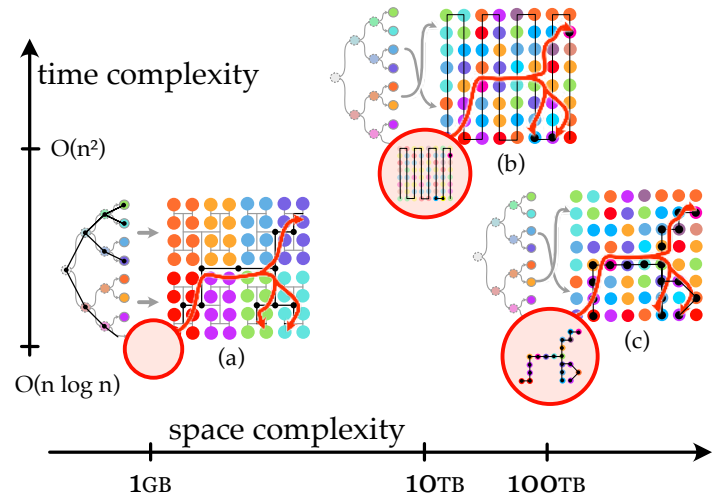 time complexity
(b)
O(n²)
(a)
(c)
O(n log n)
space complexity
1GB
10TB
100TB